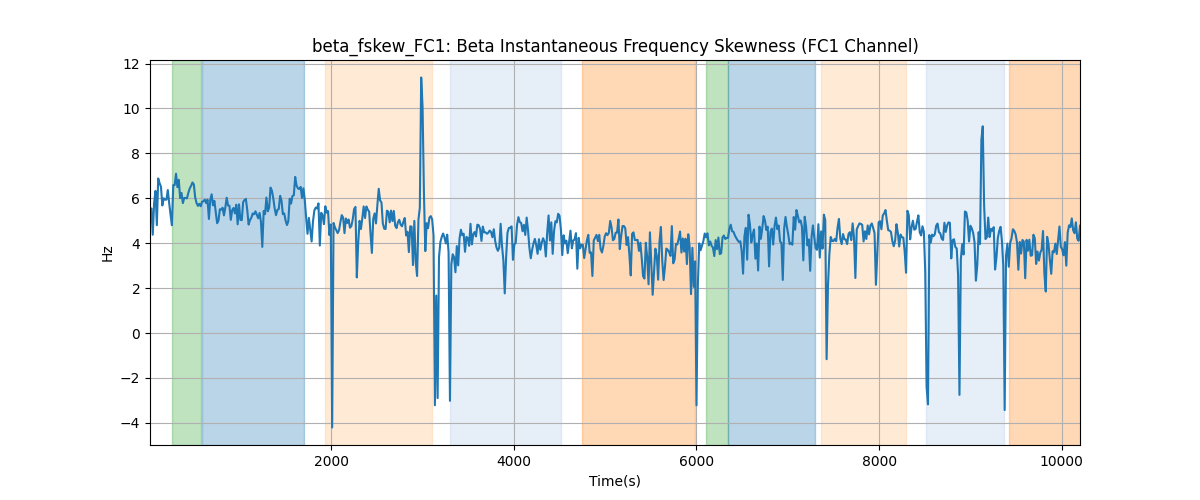 beta_fskew_FC1: Beta Instantaneous Frequency Skewness (FC1 Channel)
12
10
8
6
4
2
0
−2
−4
Hz
2000 4000 6000 8000 10000
Time(s)